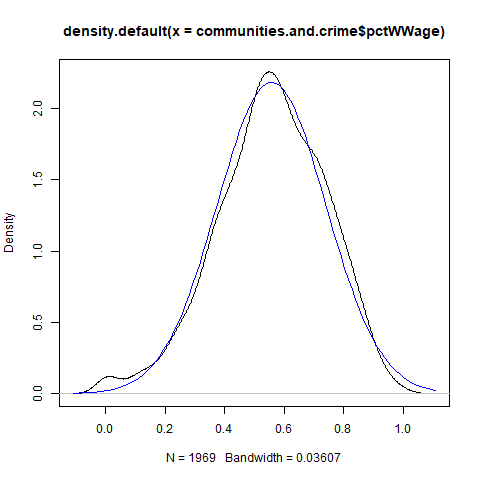 density.default(x = communities.and.crime$pctWWage)
Density
2.0
1.5
1.0
0.5
0.0
0.0 0.2 0.4 0.6 0.8 1.0
N = 1969 Bandwidth = 0.03607